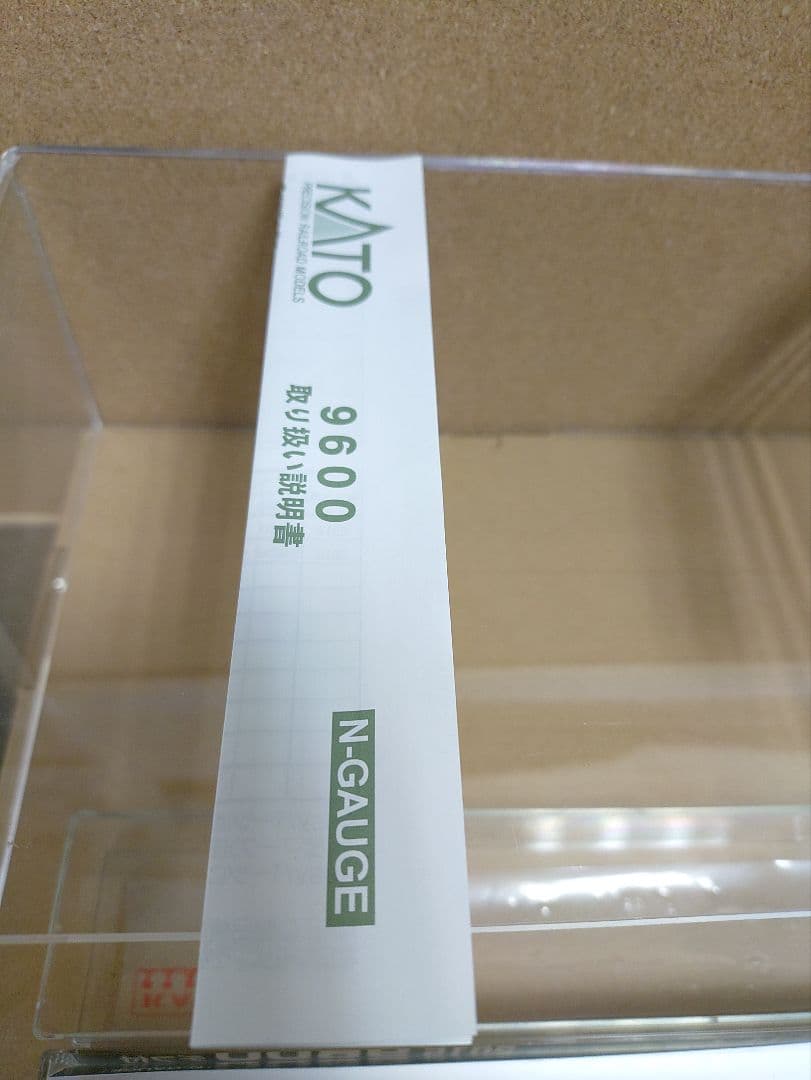 KATO
PRECISION RAILROAD MODELS
9600
取り扱い説明書
N-GAUGE